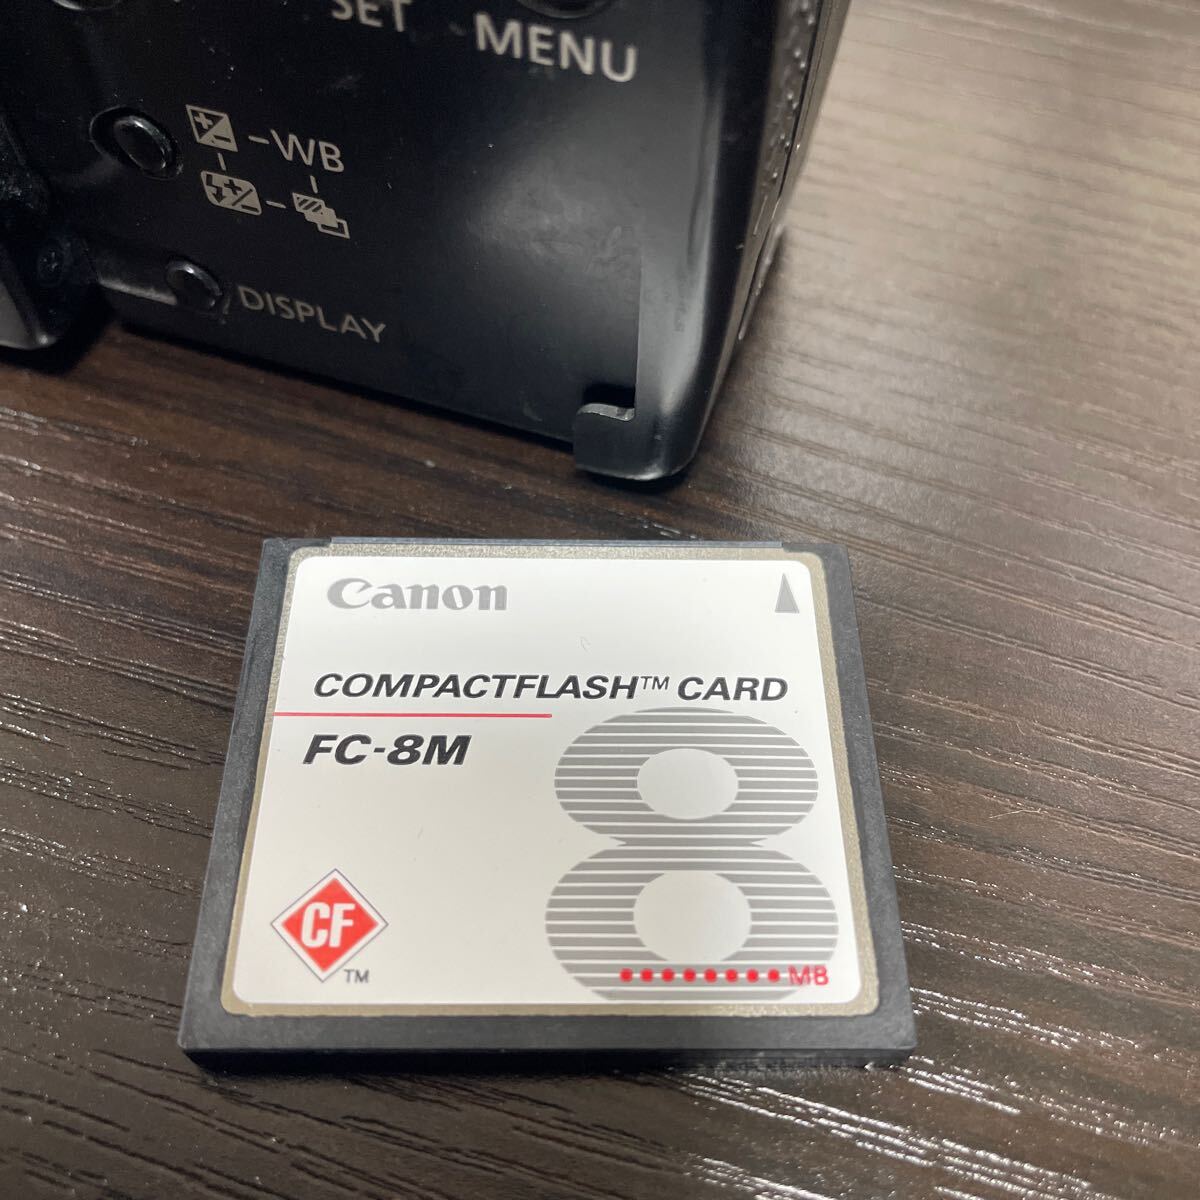 SET
MENU
-WB
DISPLAY
Canon
COMPACTFLASH™ CARD
FC-8M
8
CF
TM
MB